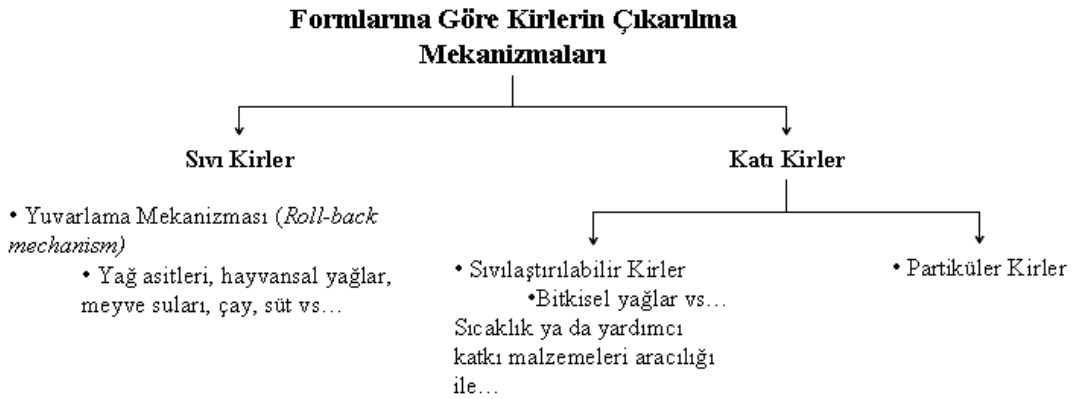 Formlarına Göre Kirlerin Çıkarılma
Mekanizmaları
Sıvı Kirler
• Yuvarlama Mekanizması (Roll-back
mechanism)
• Yağ asitleri, hayvansal yağlar,
meyve suları, çay, süt vs…
Katı Kirler
• Sıvılaştırılabilir Kirler
•Bitkisel yağlar vs…
Sıcaklık ya da yardımcı
katkı malzemeleri aracılığı
ile…
• Partiküler Kirler